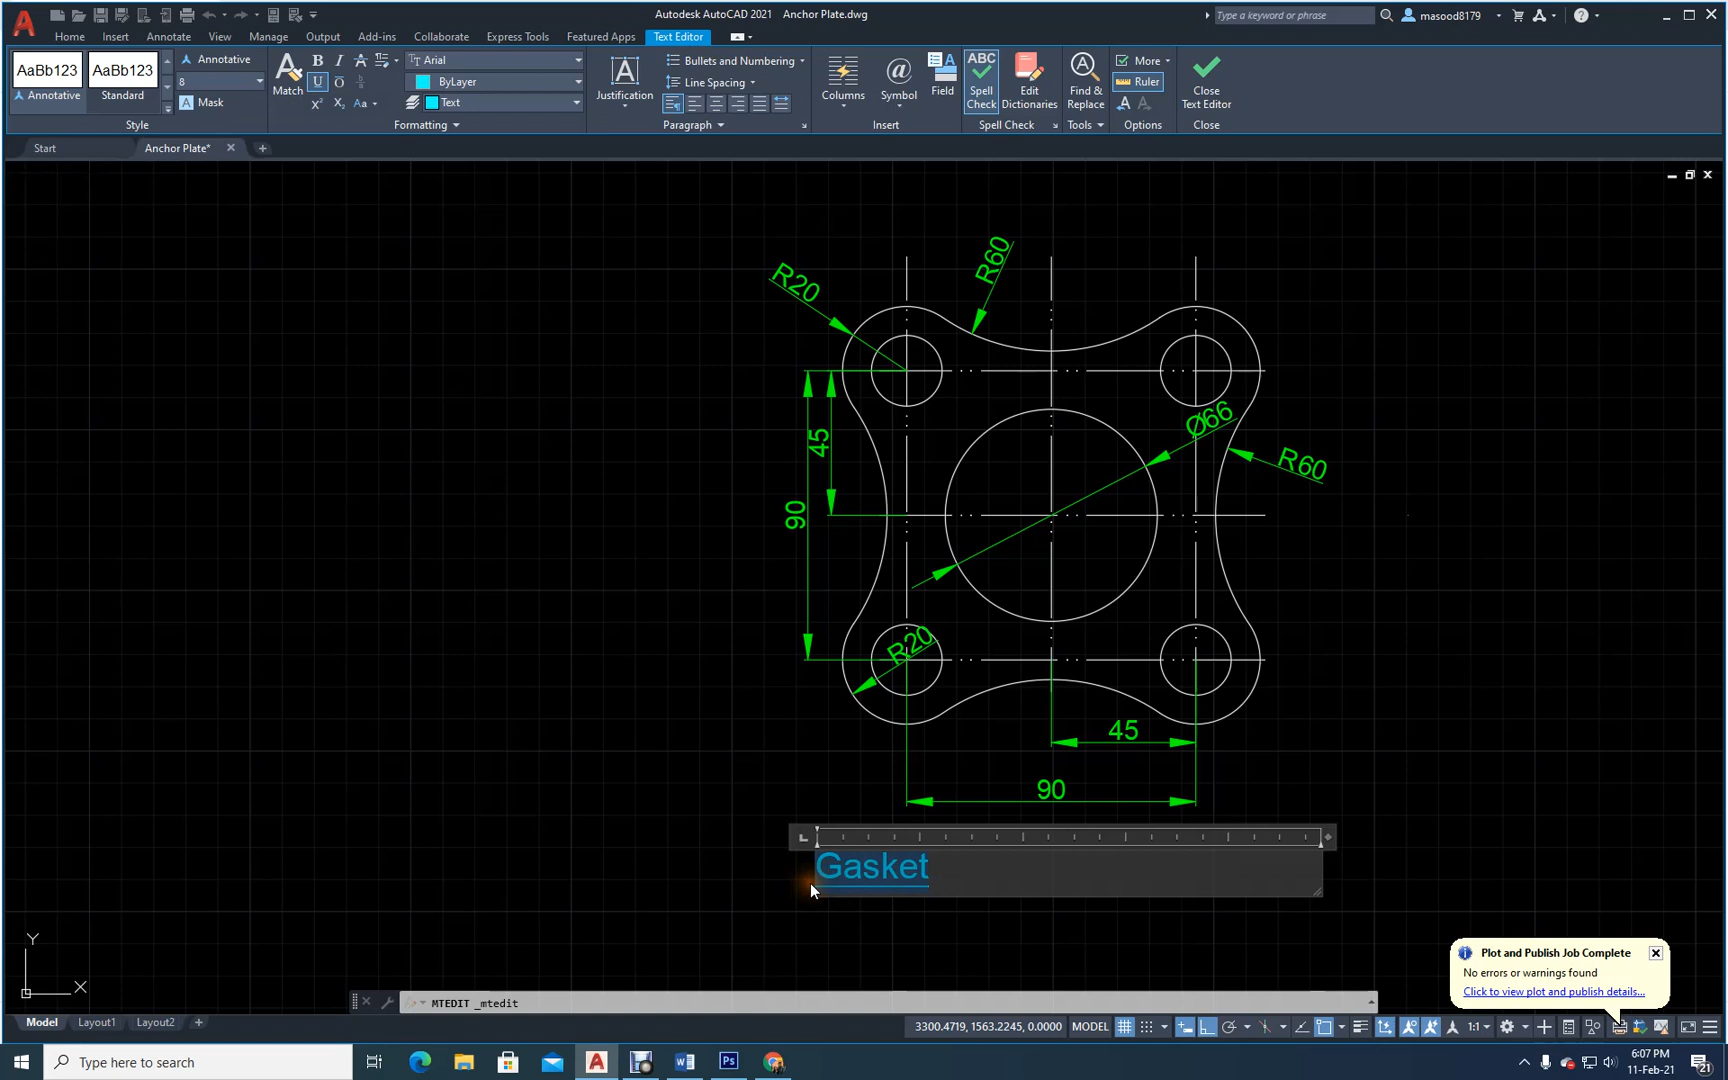 Autodesk AutoCAD 2021 Anchor Plate.dwg
Type a keyword or phrase
masood8179
Home Insert Annotate View Manage Output Add-ins Collaborate Express Tools Featured Apps Text Editor
AaBb123 AaBb123
Annotative Standard
Annotative
8
Mask
Style
Match
Arial
ByLayer
Text
Formatting
Justification
Bullets and Numbering
Line Spacing
Paragraph
Columns
Symbol
Field
Insert
ABC
Spell
Check
Edit
Dictionaries
Spell Check
Find &
Replace
Tools
More
Ruler
Options
Close
Text Editor
Close
Start Anchor Plate*
R20
R60
Ø66
R60
45
90
R20
45
90
Gasket
Y
X
Plot and Publish Job Complete
No errors or warnings found
Click to view plot and publish details...
MTEDIT _mtedit
Model Layout1 Layout2
3300.4719, 1563.2245, 0.0000 MODEL
1:1
Type here to search
6:07 PM
11-Feb-21
21